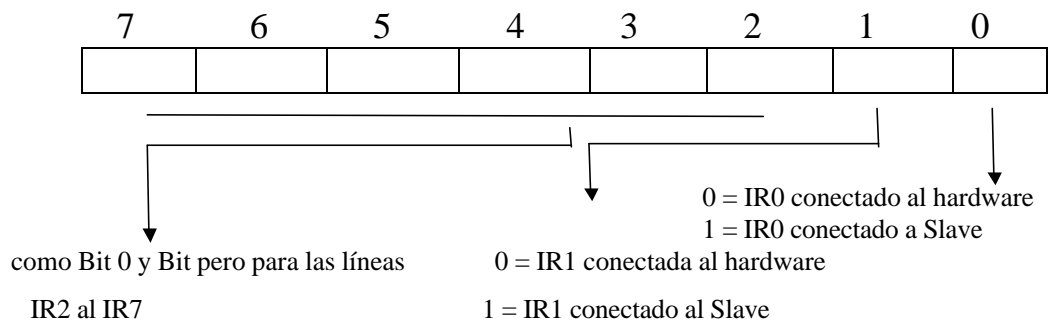 7 6 5 4 3 2 1 0
0 = IR0 conectado al hardware
1 = IR0 conectado a Slave
como Bit 0 y Bit pero para las líneas
IR2 al IR7
0 = IR1 conectada al hardware
1 = IR1 conectado al Slave